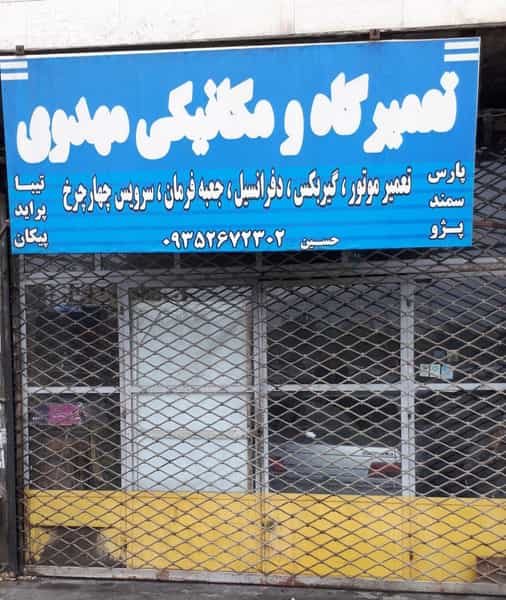 تعمیرگاه و مکانیکی مهدوی
پارس
سمند
پژو
تعمیر موتور ، گیربکس ، دفرانسیل ، جعبه فرمان ، سرویس چهارچرخ
تیبا
پراید
پیکان
حسین ۰۹۳۵۲۶۷۲۳۰۲